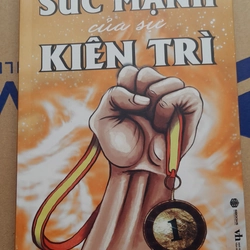 SỨC MẠNH
của sự
KIÊN TRÌ
1